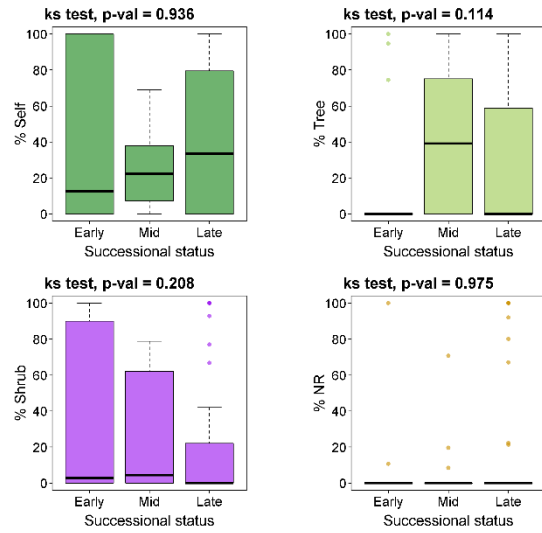 ks test, p-val = 0.936
100
80
60
40
20
0
% Self
Early Mid Late
Successional status
ks test, p-val = 0.114
100
80
60
40
20
0
% Tree
Early Mid Late
Successional status
ks test, p-val = 0.208
100
80
60
40
20
0
% Shrub
Early Mid Late
Successional status
ks test, p-val = 0.975
100
80
60
40
20
0
% NR
Early Mid Late
Successional status